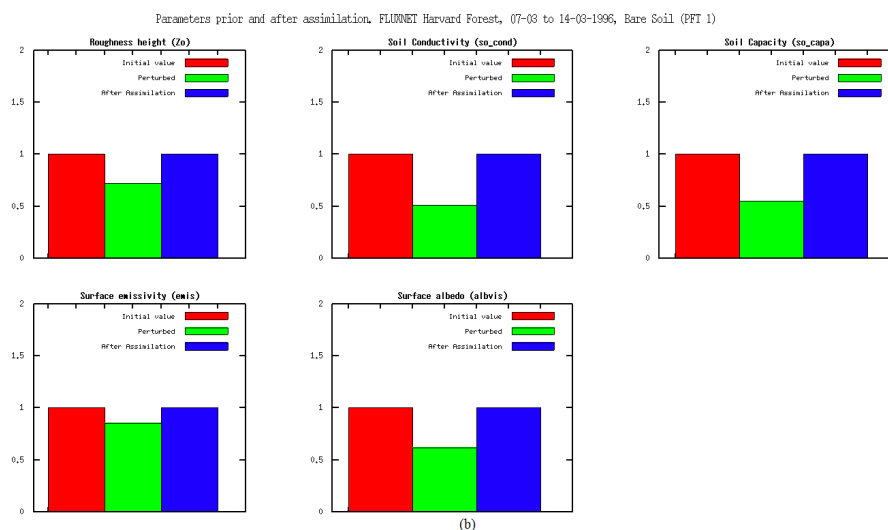 Parameters prior and after assimilation. FLUXNET Harvard Forest, 07-03 to 14-03-1996, Bare Soil (PFT 1)
Roughness height (Zo)
2
1.5
1
0.5
0
Initial value
Perturbed
After Assimilation
Soil Conductivity (so_cond)
2
1.5
1
0.5
0
Initial value
Perturbed
After Assimilation
Soil Capacity (so_capa)
2
1.5
1
0.5
0
Initial value
Perturbed
After Assimilation
Surface emissivity (emis)
2
1.5
1
0.5
0
Initial value
Perturbed
After Assimilation
Surface albedo (albvis)
2
1.5
1
0.5
0
Initial value
Perturbed
After Assimilation
(b)